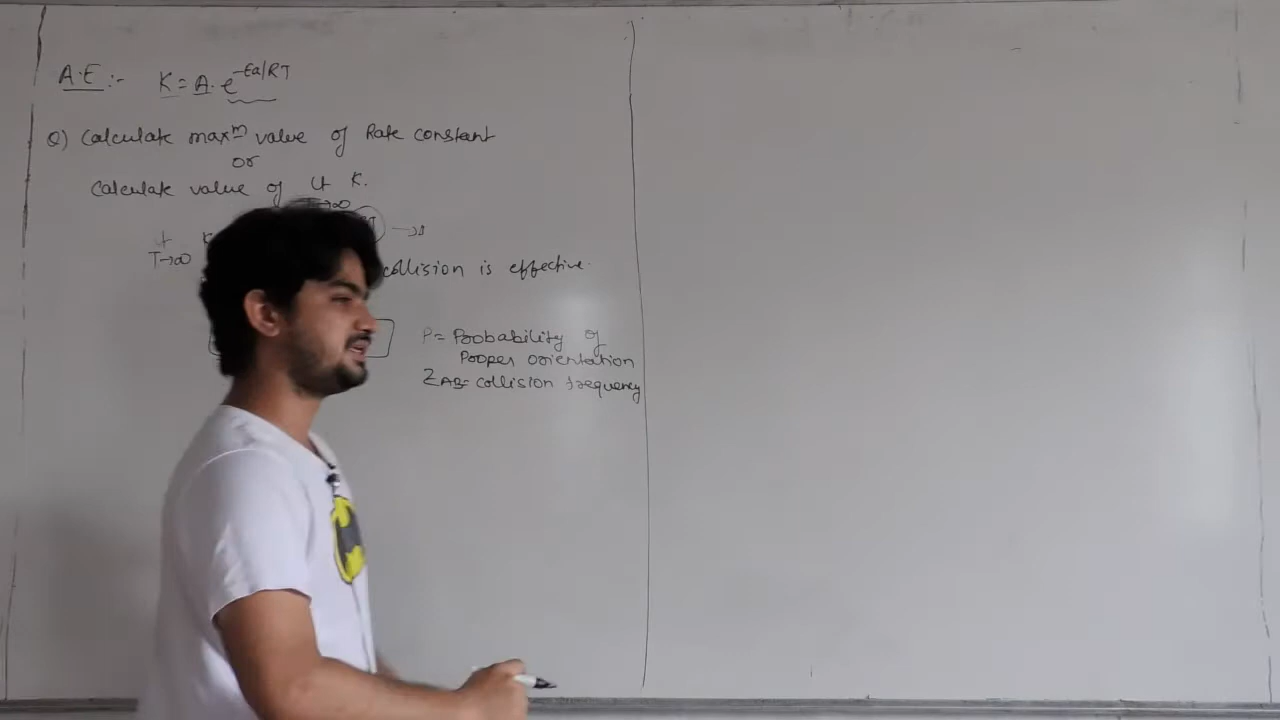 A.E :- K = A. e^-Ea/RT
Q) Calculate max^m value of Rate constant
or
Calculate value of Lt K.
T→∞
T→∞
collision is effective.
P= Probability of
Proper orientation
Z_AB= collision frequency